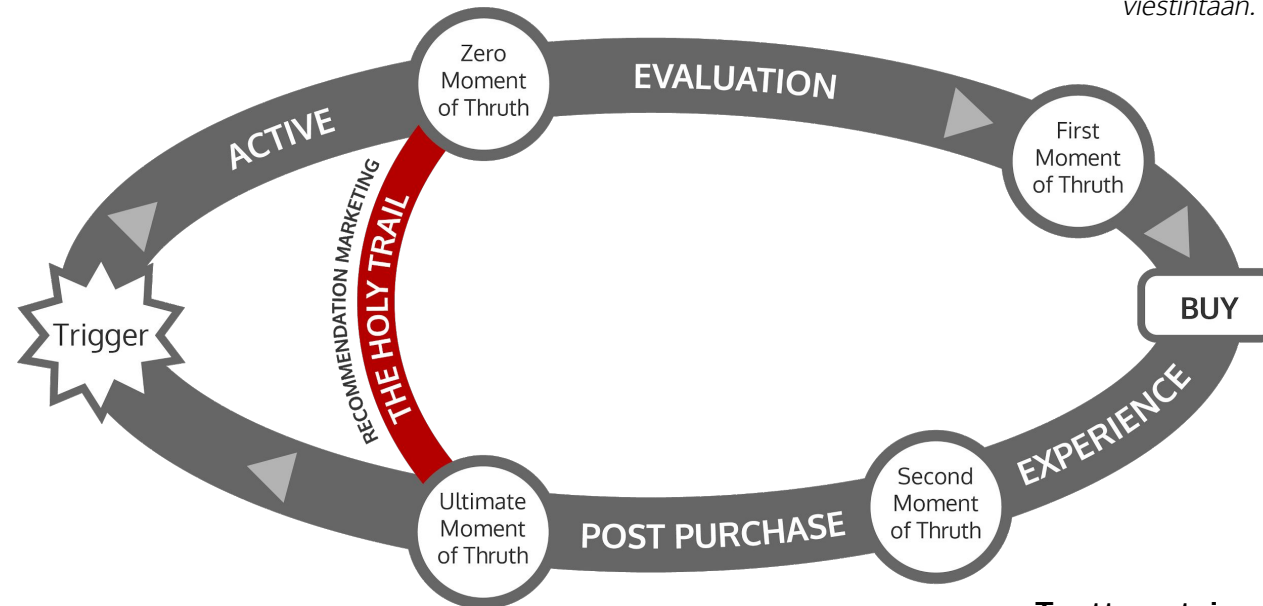 viestintään.
Zero
Moment
of Thruth
EVALUATION
ACTIVE
First
Moment
of Thruth
RECOMMENDATION MARKETING
THE HOLY TRAIL
Trigger
BUY
EXPERIENCE
Second
Moment
of Thruth
Ultimate
Moment
of Thruth
POST PURCHASE